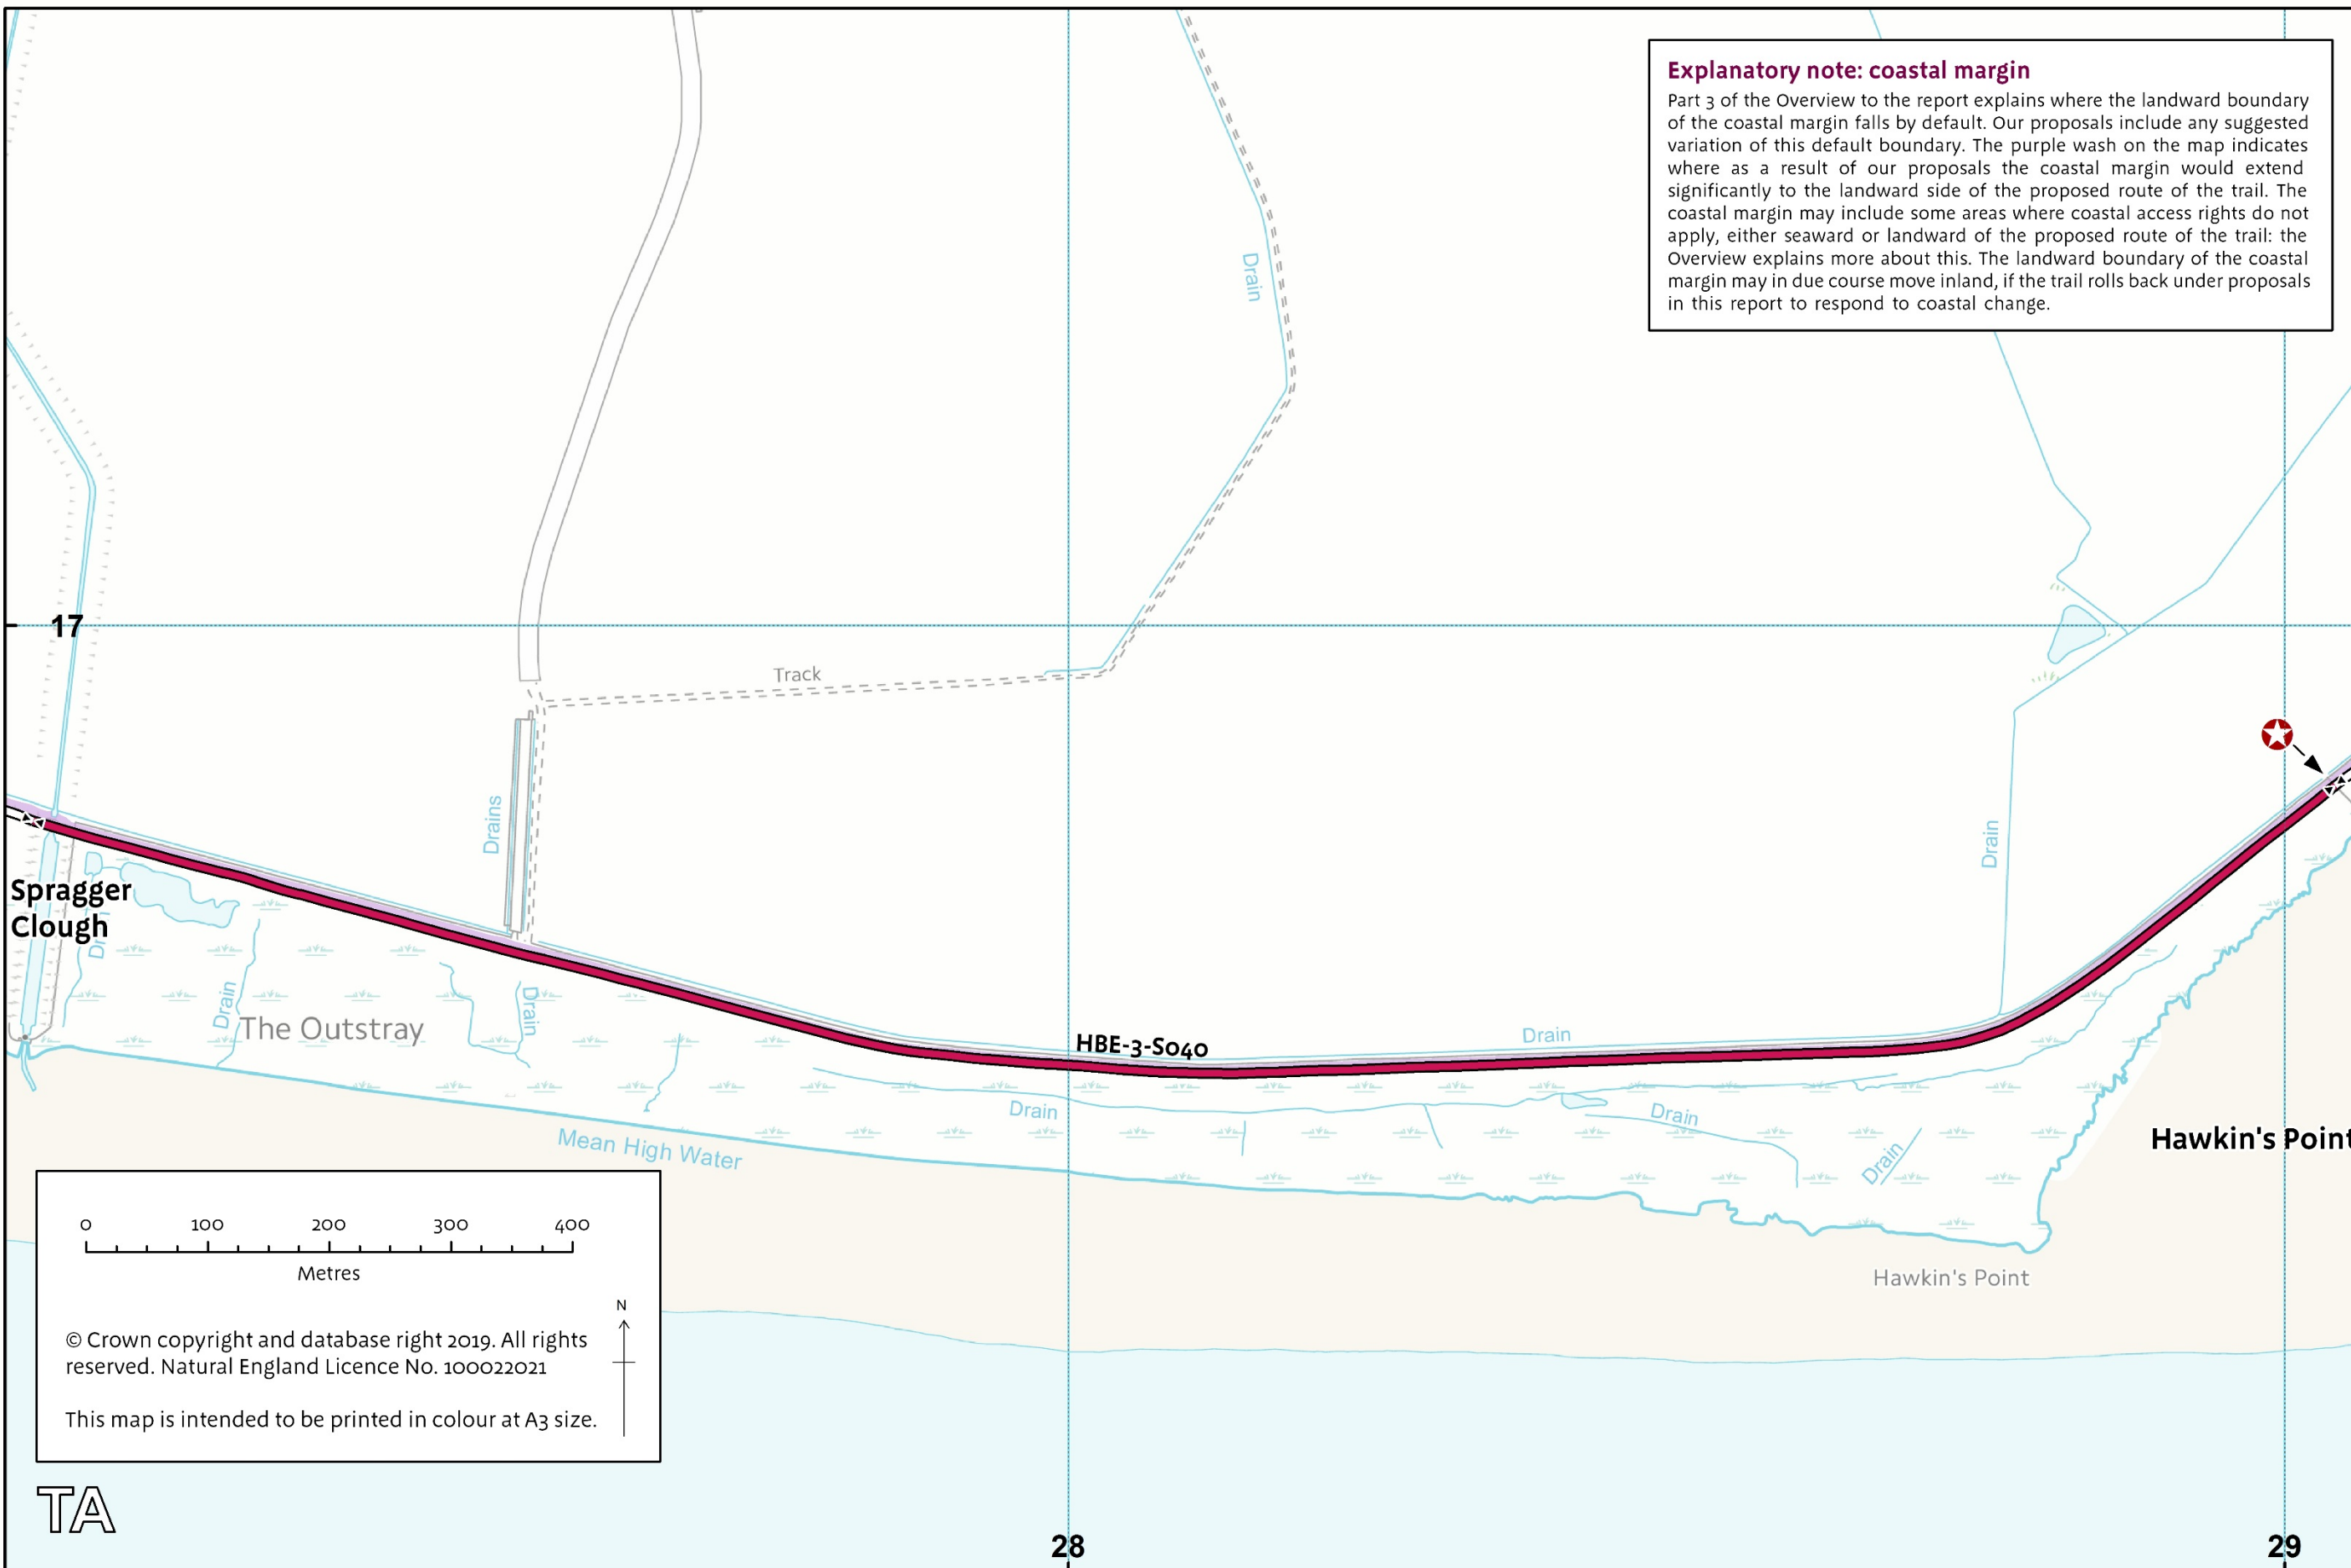 Explanatory note: coastal margin
Part 3 of the Overview to the report explains where the landward boundary
of the coastal margin falls by default. Our proposals include any suggested
variation of this default boundary. The purple wash on the map indicates
where as a result of our proposals the coastal margin would extend
significantly to the landward side of the proposed route of the trail. The
coastal margin may include some areas where coastal access rights do not
apply, either seaward or landward of the proposed route of the trail: the
Overview explains more about this. The landward boundary of the coastal
margin may in due course move inland, if the trail rolls back under proposals
in this report to respond to coastal change.
Drain
17
Track
Drains
Drain
Spragger
Clough
Drain
Drain
The Outstray
HBE-3-S040
Drain
Drain
Drain
Mean High Water
Hawkin's Point
Drain
Hawkin's Point
0 100 200 300 400
Metres
N
© Crown copyright and database right 2019. All rights
reserved. Natural England Licence No. 100022021
This map is intended to be printed in colour at A3 size.
TA
28
29